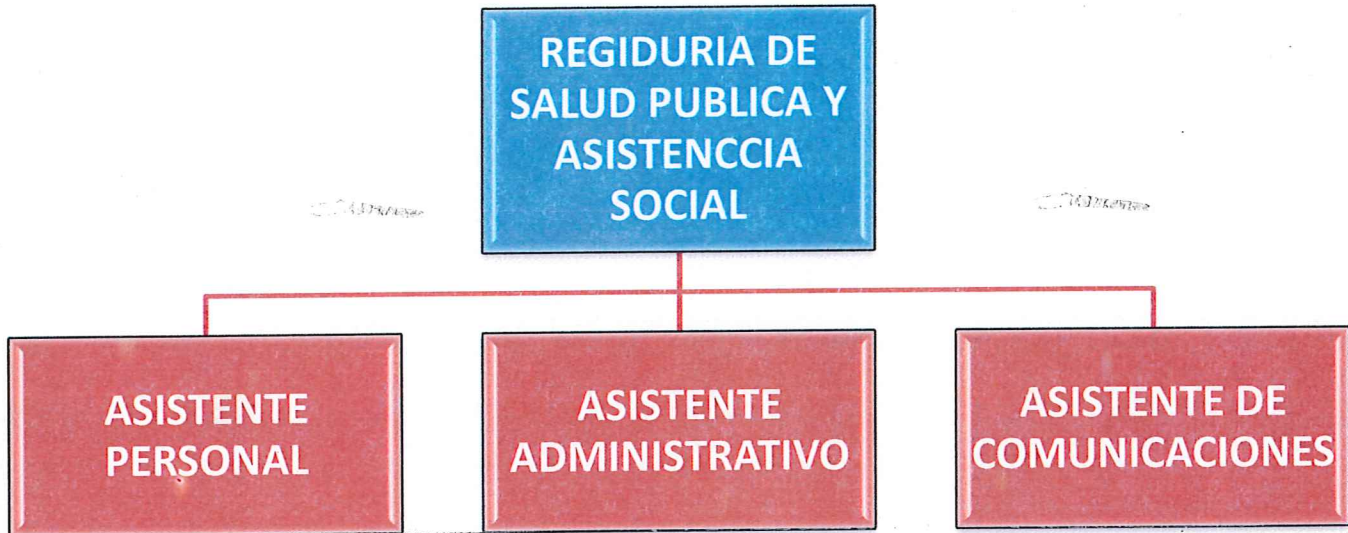 REGIDURIA DE
SALUD PUBLICA Y
ASISTENCCIA
SOCIAL
ASISTENTE
PERSONAL
ASISTENTE
ADMINISTRATIVO
ASISTENTE DE
COMUNICACIONES